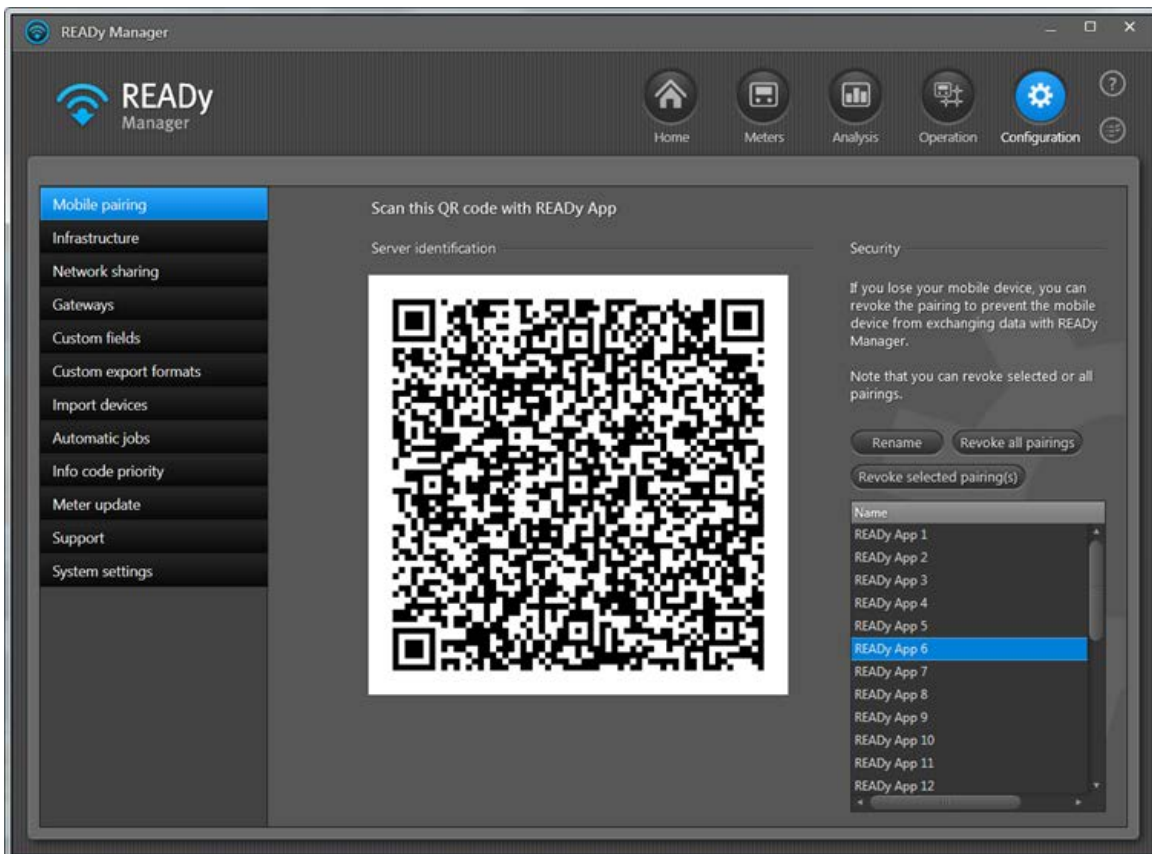 READy Manager
READy
Manager
Home
Meters
Analysis
Operation
Configuration
Mobile pairing
Infrastructure
Network sharing
Gateways
Custom fields
Custom export formats
Import devices
Automatic jobs
Info code priority
Meter update
Support
System settings
Scan this QR code with READy App
Server identification
Security
If you lose your mobile device, you can
revoke the pairing to prevent the mobile
device from exchanging data with READy
Manager.
Note that you can revoke selected or all
pairings.
Rename
Revoke all pairings
Revoke selected pairing(s)
Name
READy App 1
READy App 2
READy App 3
READy App 4
READy App 5
READy App 6
READy App 7
READy App 8
READy App 9
READy App 10
READy App 11
READy App 12